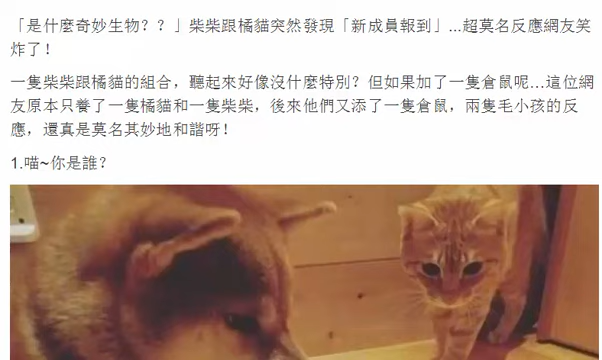 「是什麼奇妙生物？？」柴柴跟橘貓突然發現「新成員報到」...超莫名反應網友笑
炸了！
一隻柴柴跟橘貓的組合，聽起來好像沒什麼特別？但如果加了一隻倉鼠呢...這位網
友原本只養了一隻橘貓和一隻柴柴，後來他們又添了一隻倉鼠，兩隻毛小孩的反
應，還真是莫名其妙地和諧呀！
1.喵~你是誰？